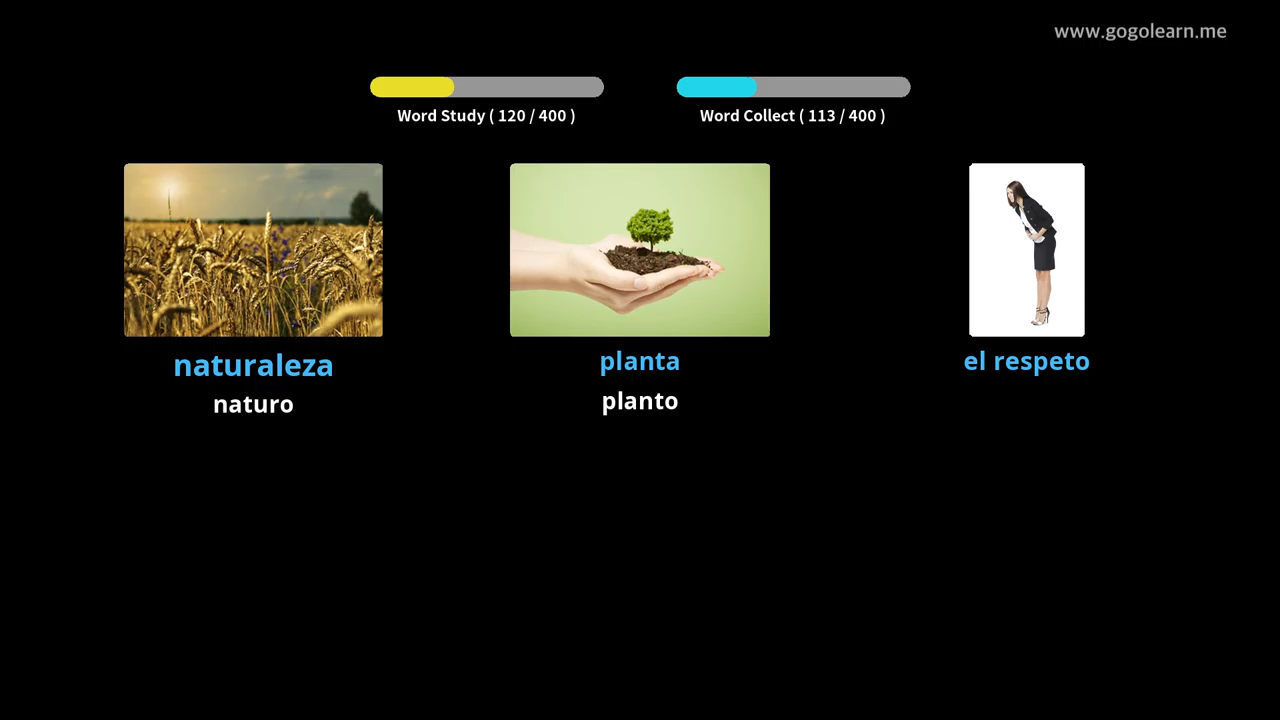 www.gogolearn.me
Word Study ( 120 / 400 )
Word Collect ( 113 / 400 )
naturaleza
naturo
planta
planto
el respeto